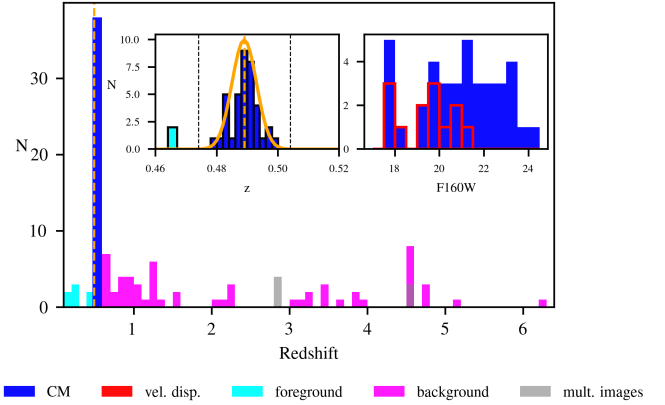 10.0
7.5
5.0
2.5
0.0
N
0.46
0.48
0.50
0.52
z
4
2
0
18
20
22
24
F160W
30
20
10
0
N
1
2
3
4
5
6
Redshift
CM
vel. disp.
foreground
background
mult. images